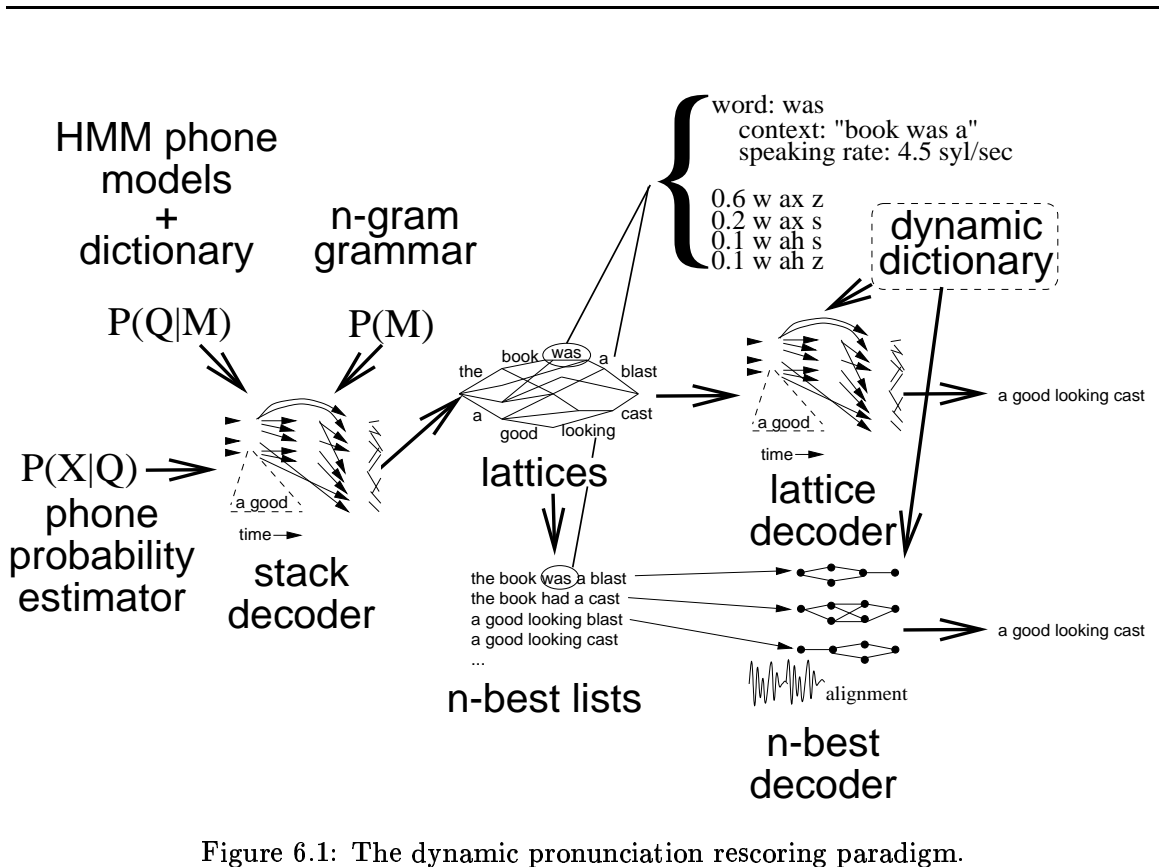 HMM phone
models
+
dictionary
n-gram
grammar
P(Q|M)
P(M)
P(X|Q)
phone
probability
estimator
a good
time
stack
decoder
the
book
was
a
blast
a
good
looking
cast
lattices
word: was
context: "book was a"
speaking rate: 4.5 syl/sec
0.6 w ax z
0.2 w ax s
0.1 w ah s
0.1 w ah z
dynamic
dictionary
a good
time
lattice
decoder
a good looking cast
the book was a blast
the book had a cast
a good looking blast
a good looking cast
...
n-best lists
alignment
n-best
decoder
a good looking cast
Figure 6.1: The dynamic pronunciation rescoring paradigm.